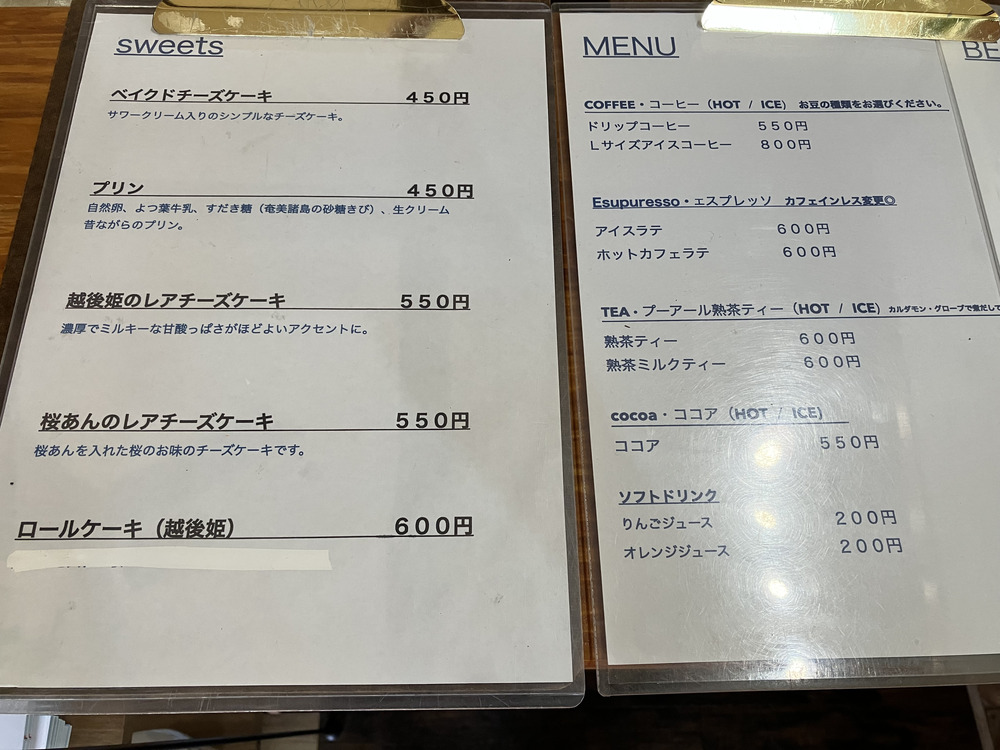 sweets
ベイクドチーズケーキ 450円
サワークリーム入りのシンプルなチーズケーキ。
プリン 450円
自然卵、よつ葉牛乳、すだき糖（奄美諸島の砂糖きび）、生クリーム
昔ながらのプリン。
越後姫のレアチーズケーキ 550円
濃厚でミルキーな甘酸っぱさがほどよいアクセントに。
桜あんのレアチーズケーキ 550円
桜あんを入れた桜のお味のチーズケーキです。
ロールケーキ（越後姫） 600円
MENU
COFFEE・コーヒー（HOT / ICE） お豆の種類をお選びください。
ドリップコーヒー 550円
Lサイズアイスコーヒー 800円
Esupuresso・エスプレッソ カフェインレス変更◎
アイスラテ 600円
ホットカフェラテ 600円
TEA・プーアール熟茶ティー（HOT / ICE） カルダモン・グローブで煮だして
熟茶ティー 600円
熟茶ミルクティー 600円
cocoa・ココア（HOT / ICE）
ココア 550円
ソフトドリンク
りんごジュース 200円
オレンジジュース 200円
BE